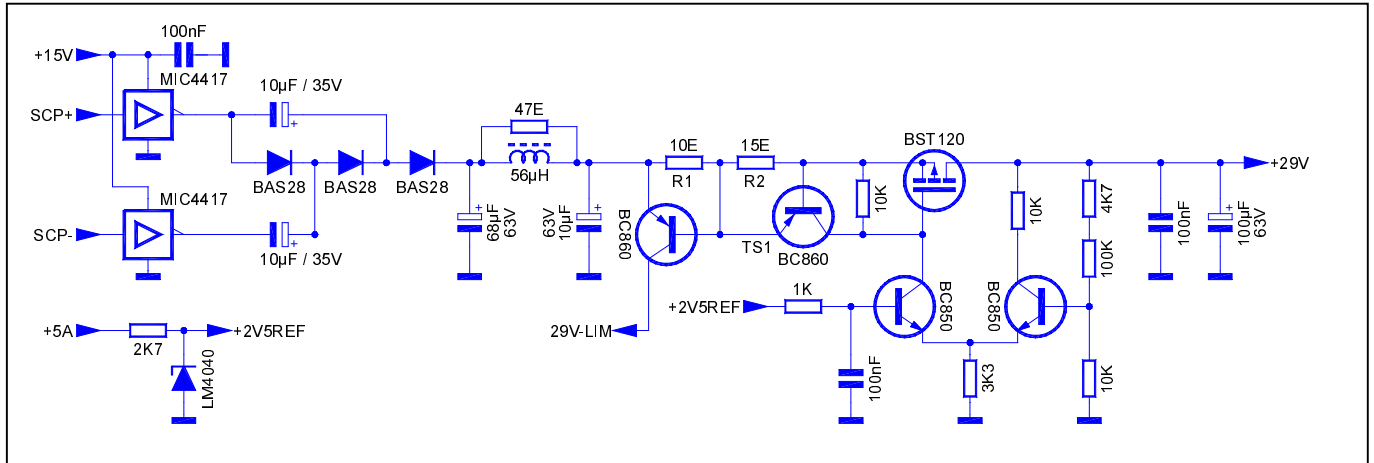 100nF
+15V
MIC4417
10µF / 35V
SCP+
47E
10E
15E
BST120
+29V
BAS28
BAS28
BAS28
56µH
R1
R2
MIC4417
68µF
63V
63V
10µF
BC860
10K
10K
4K7
SCP-
TS1
BC860
100nF
100µF
63V
100K
10µF / 35V
1K
+2V5REF
BC850
BC850
+5A
+2V5REF
29V-LIM
2K7
LM4040
100nF
3K3
10K